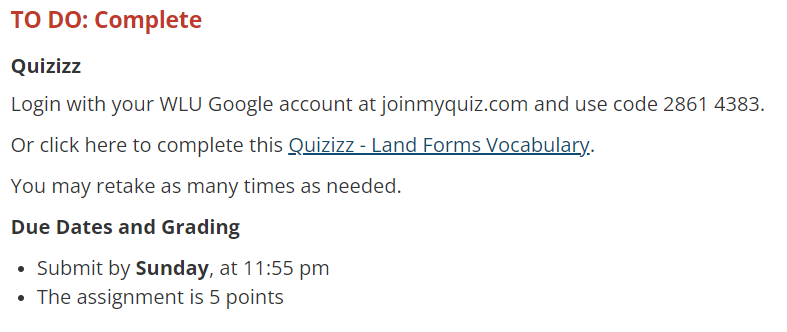 TO DO: Complete
Quizizz
Login with your WLU Google account at joinmyquiz.com and use code 2861 4383.
Or click here to complete this Quizizz - Land Forms Vocabulary.
You may retake as many times as needed.
Due Dates and Grading
• Submit by Sunday, at 11:55 pm
• The assignment is 5 points